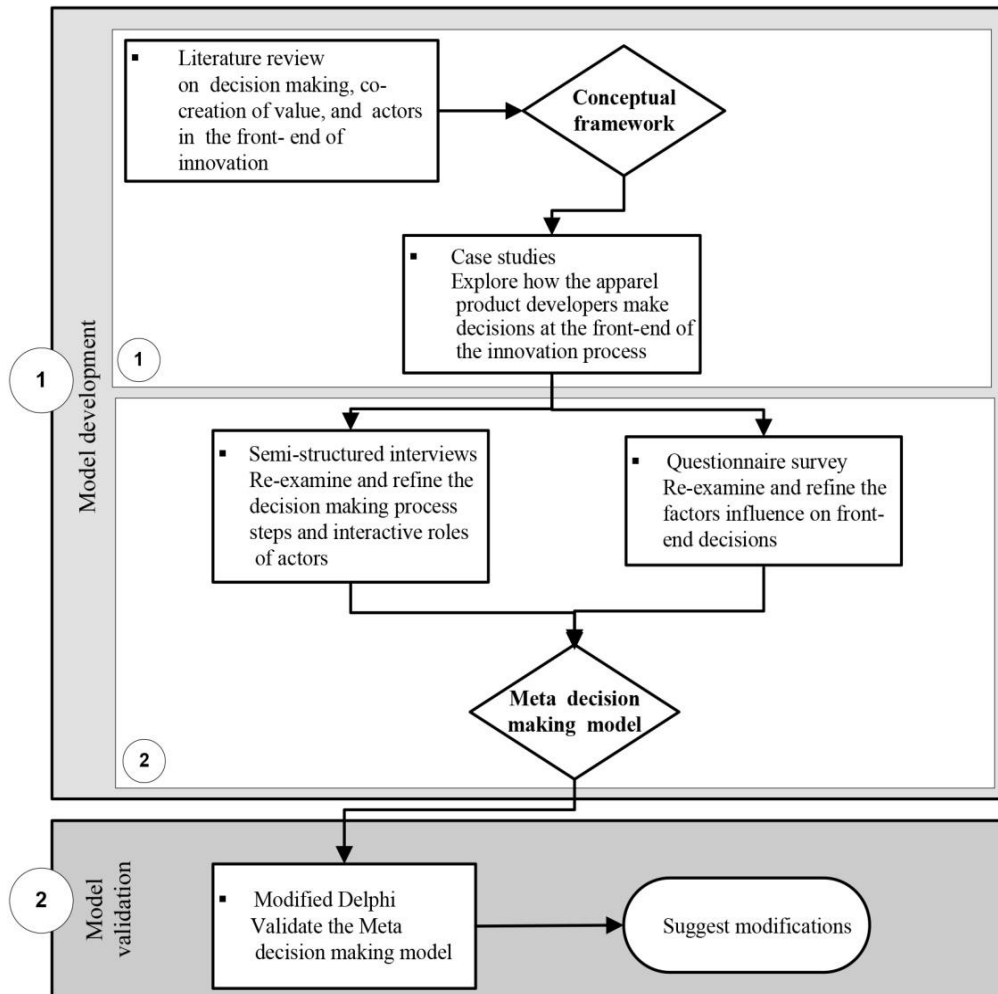 ▪ Literature review
on decision making, co-
creation of value, and actors
in the front- end of
innovation
Conceptual
framework
▪ Case studies
Explore how the apparel
product developers make
decisions at the front-end of
the innovation process
1
1
Model development
▪ Semi-structured interviews
Re-examine and refine the
decision making process
steps and interactive roles
of actors
▪ Questionnaire survey
Re-examine and refine the
factors influence on front-
end decisions
Meta decision
making model
2
2
Model
validation
▪ Modified Delphi
Validate the Meta
decision making model
Suggest modifications